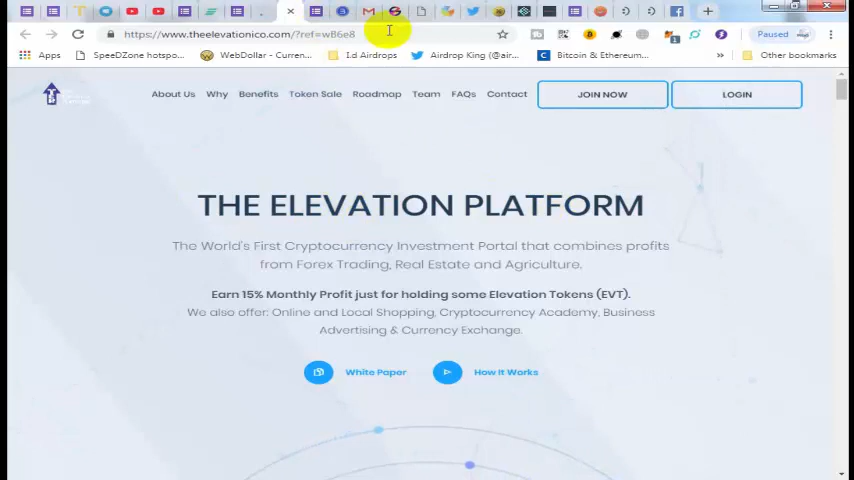 https://www.theelevationico.com/?ref=wB6e8
Paused
Apps
SpeeDZone hotspo...
WebDollar - Curren...
I.d Airdrops
Airdrop King (@air...
Bitcoin & Ethereum...
»
Other bookmarks
About Us
Why
Benefits
Token Sale
Roadmap
Team
FAQs
Contact
JOIN NOW
LOGIN
THE ELEVATION PLATFORM
The World's First Cryptocurrency Investment Portal that combines profits
from Forex Trading, Real Estate and Agriculture.
Earn 15% Monthly Profit just for holding some Elevation Tokens (EVT).
We also offer: Online and Local Shopping, Cryptocurrency Academy, Business
Advertising & Currency Exchange.
White Paper
How It Works